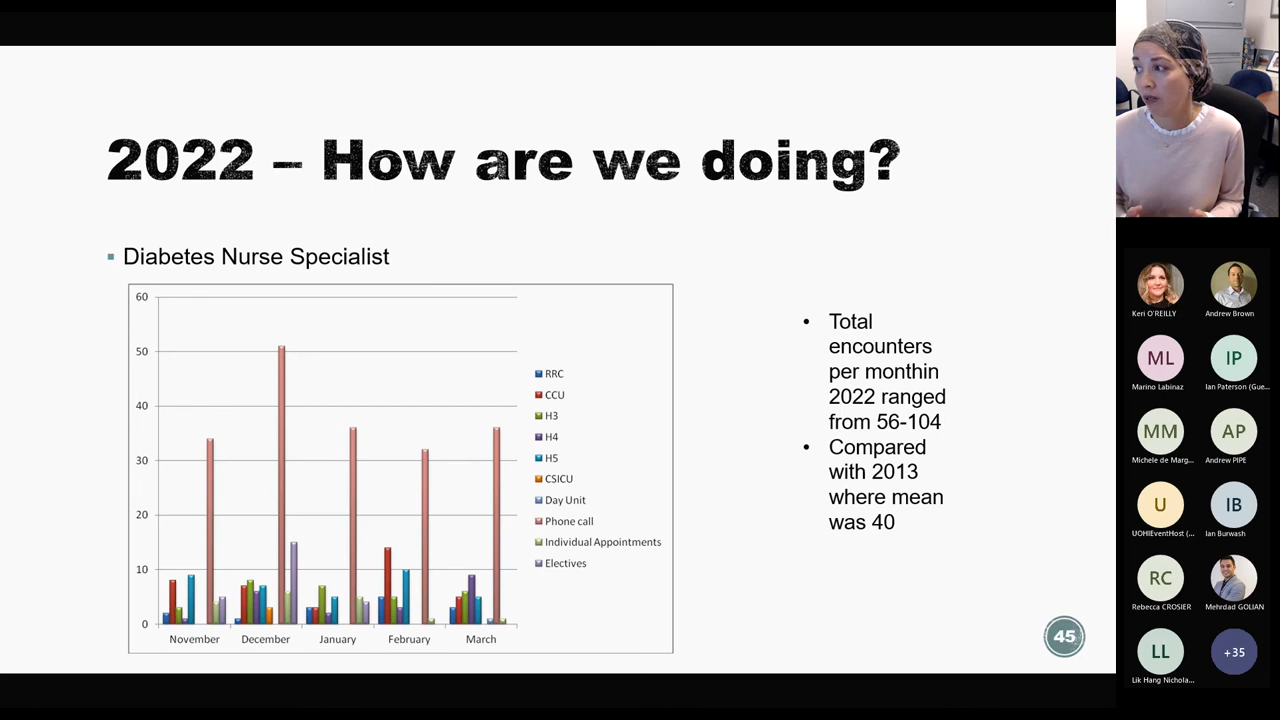 2022 – How are we doing?
▪ Diabetes Nurse Specialist
60
50
40
30
20
10
0
November
December
January
February
March
RRC
CCU
H3
H4
H5
CSICU
Day Unit
Phone call
Individual Appointments
Electives
• Total
encounters
per monthin
2022 ranged
from 56-104
• Compared
with 2013
where mean
was 40
45
Keri O'REILLY
Andrew Brown
ML
Marino Labinaz
IP
Ian Paterson (Gue...
MM
Michele de Marg...
AP
Andrew PIPE
U
UOHIEventHost (...
IB
Ian Burwash
RC
Rebecca CROSIER
Mehrdad GOLIAN
LL
Lik Hang Nichola...
+35